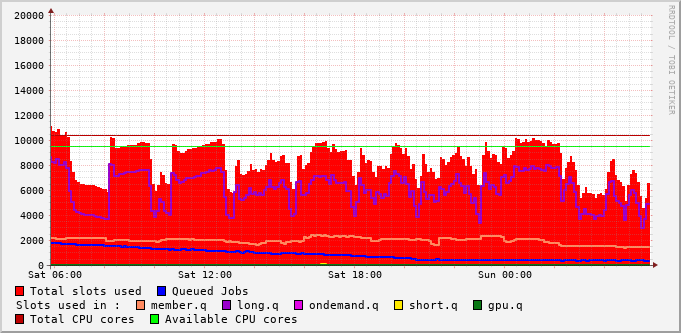 20000
18000
16000
14000
12000
10000
8000
6000
4000
2000
0
Sat 06:00 Sat 12:00 Sat 18:00 Sun 00:00
Total slots used Queued Jobs
Slots used in : member.q long.q ondemand.q short.q gpu.q
Total CPU cores Available CPU cores
RRDTOOL / TOBI OETIKER